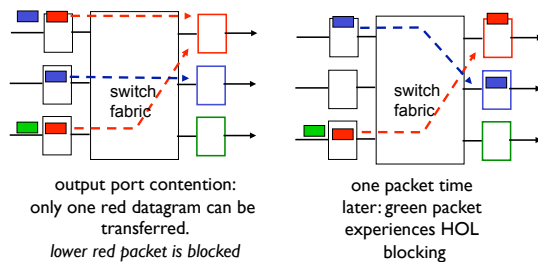 switch
fabric
output port contention:
only one red datagram can be
transferred.
lower red packet is blocked
switch
fabric
one packet time
later: green packet
experiences HOL
blocking